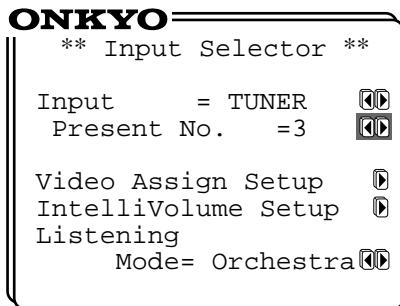 ONKYO
** Input Selector **
Input = TUNER
Present No. =3
Video Assign Setup
IntelliVolume Setup
Listening
Mode= Orchestra